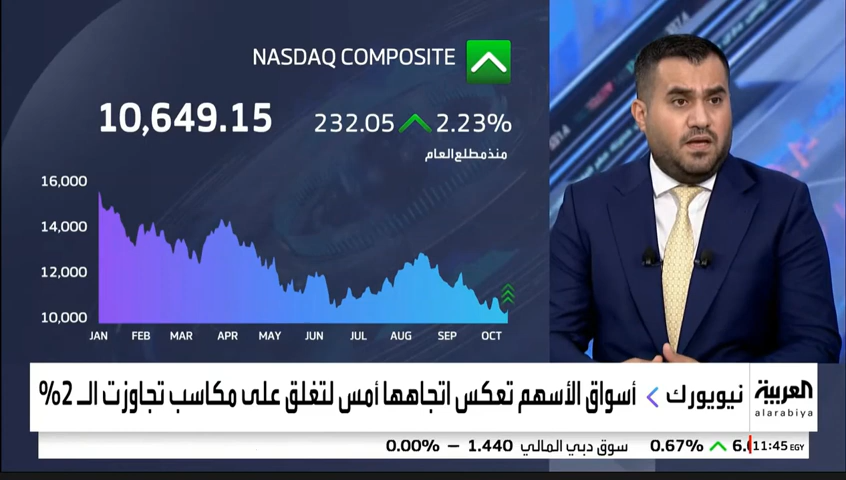 NASDAQ COMPOSITE
10,649.15
232.05 2.23%
منذ مطلع العام
16,000
14,000
12,000
10,000
JAN FEB MAR APR MAY JUN JUL AUG SEP OCT
نيويورك > أسواق الأسهم تعكس اتجاهها أمس لتغلق على مكاسب تجاوزت الـ 2%
العربية
alarabiya
11:45 EGY
0.67%
سوق دبي المالي 1.440 – 0.00%